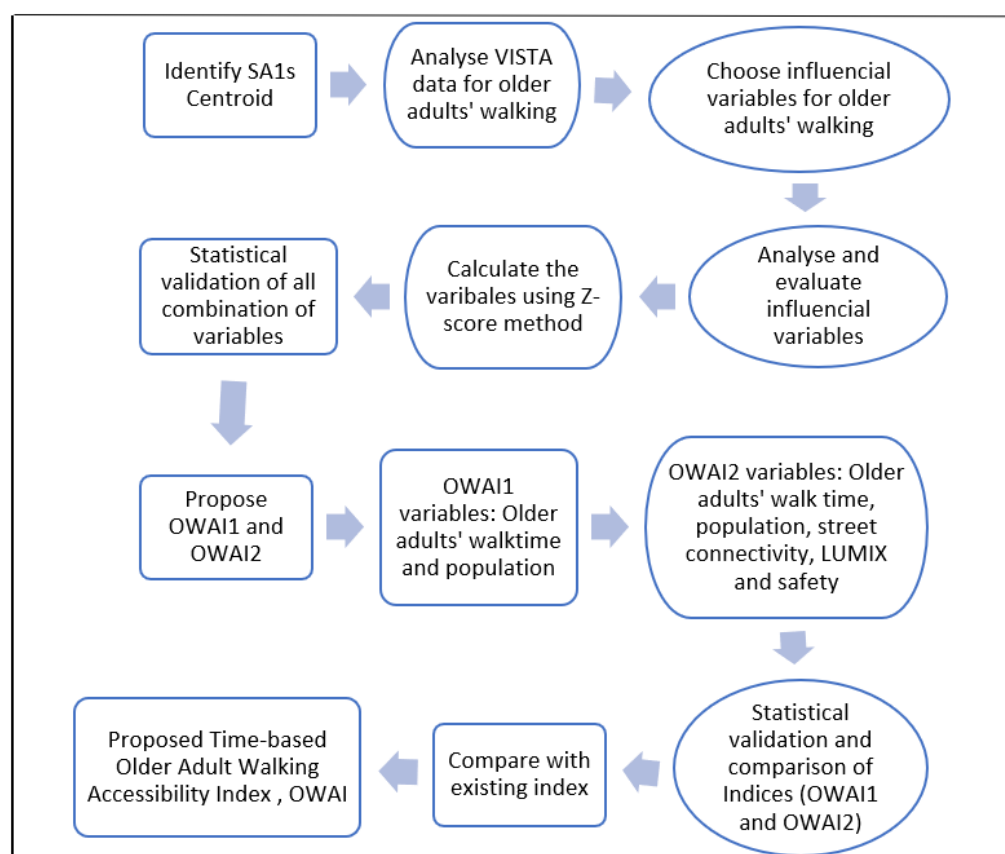 Identify SA1s
Centroid
Analyse VISTA
data for older
adults' walking
Choose influencial
variables for older
adults' walking
Analyse and
evaluate
influencial
variables
Calculate the
varibales using Z-
score method
Statistical
validation of all
combination of
variables
Propose
OWAI1 and
OWAI2
OWAI1
variables: Older
adults' walktime
and population
OWAI2 variables: Older
adults' walk time,
population, street
connectivity, LUMIX
and safety
Statistical
validation and
comparison of
Indices (OWAI1
and OWAI2)
Compare with
existing index
Proposed Time-based
Older Adult Walking
Accessibility Index , OWAI